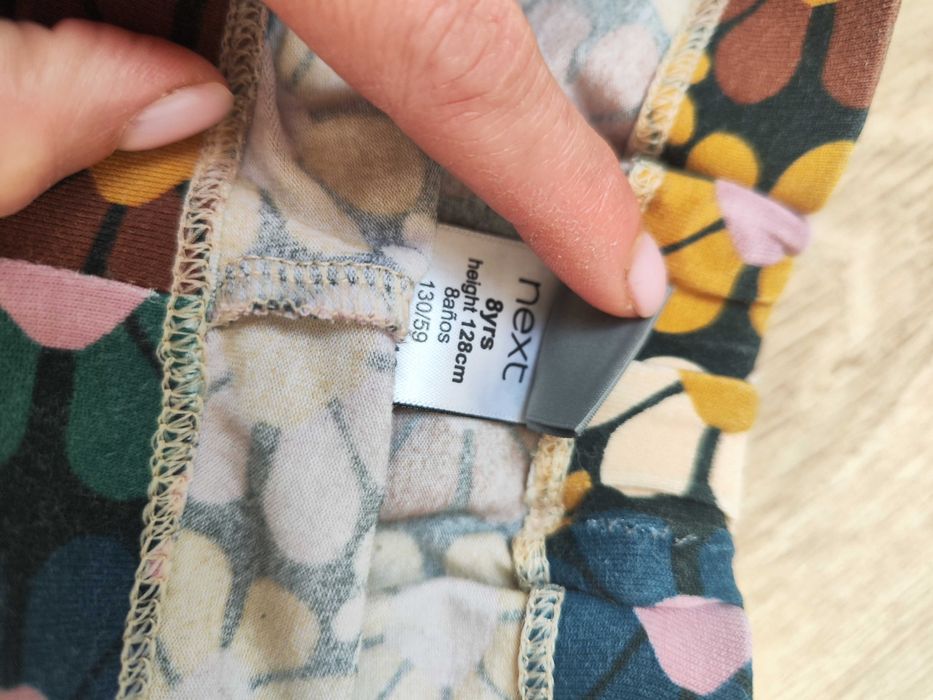 next
8yrs
height 128cm
8años
130/59